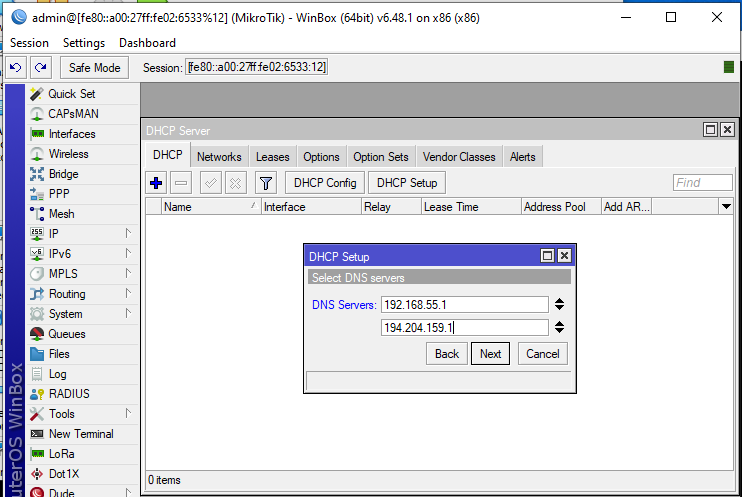 admin@[fe80::a00:27ff:fe02:6533%12] (MikroTik) - WinBox (64bit) v6.48.1 on x86 (x86)
Session Settings Dashboard
Safe Mode Session: [fe80::a00:27ff:fe02:6533:12]
Quick Set
CAPsMAN
Interfaces
Wireless
Bridge
PPP
Mesh
IP
IPv6
MPLS
Routing
System
Queues
Files
Log
RADIUS
Tools
New Terminal
LoRa
Dot1X
Dude
uterOS WinBox
DHCP Server
DHCP Networks Leases Options Option Sets Vendor Classes Alerts
DHCP Config DHCP Setup Find
Name Interface Relay Lease Time Address Pool Add AR...
DHCP Setup
Select DNS servers
DNS Servers: 192.168.55.1
194.204.159.1
Back Next Cancel
0 items